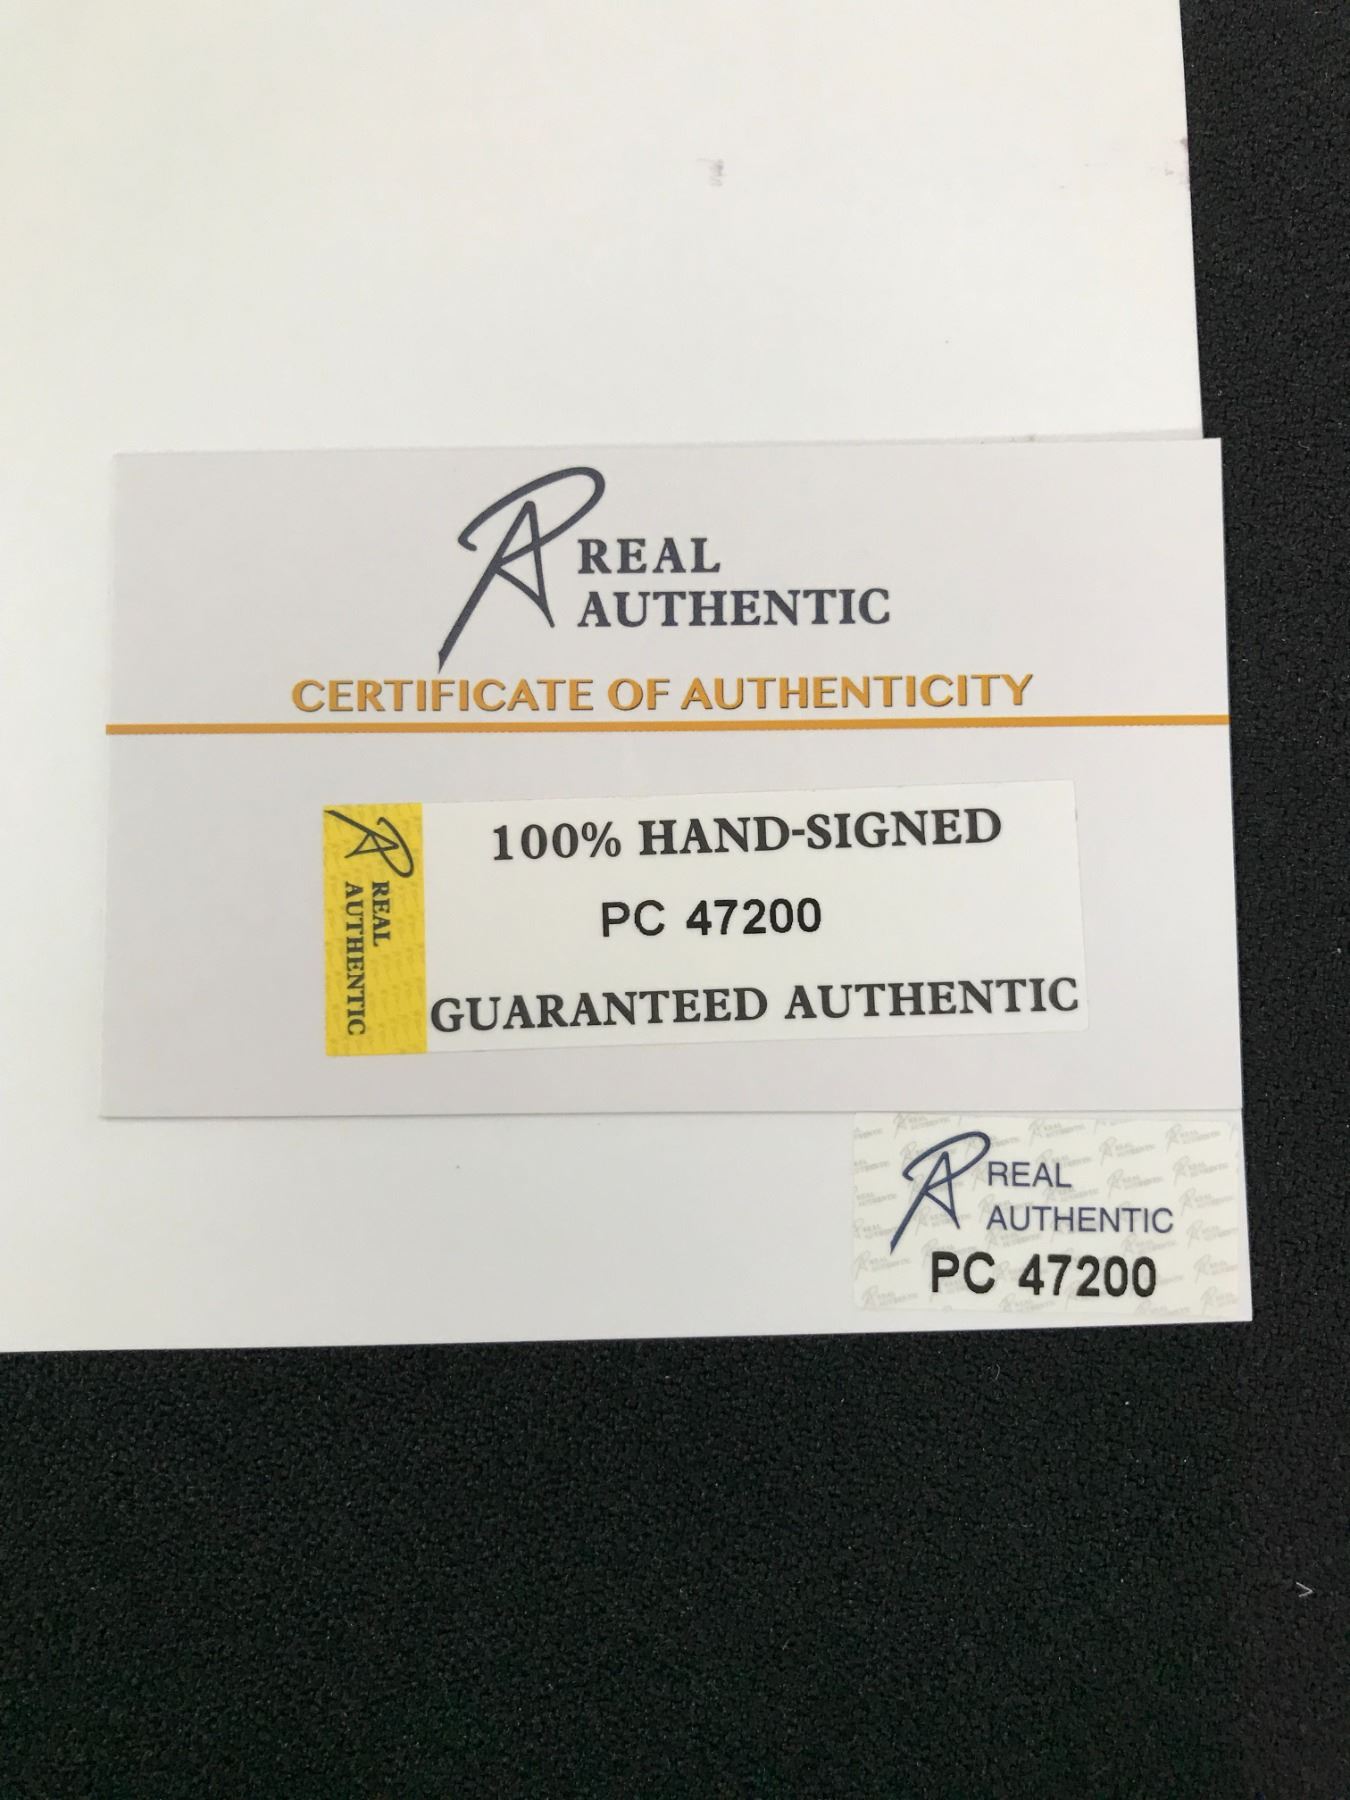 REAL
AUTHENTIC
CERTIFICATE OF AUTHENTICITY
REAL
AUTHENTIC
100% HAND-SIGNED
PC 47200
GUARANTEED AUTHENTIC
REAL
AUTHENTIC
PC 47200